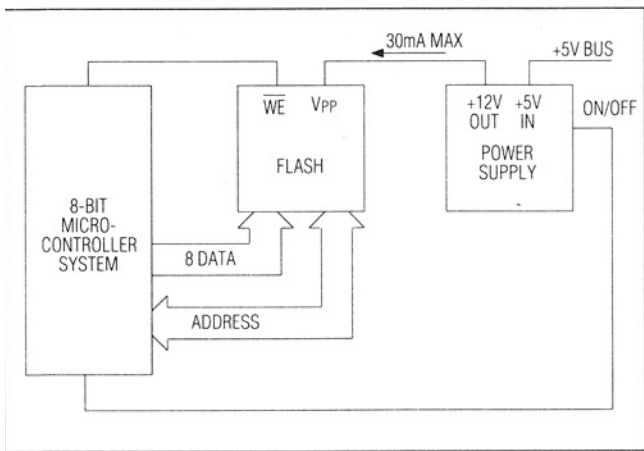 30mA MAX
+5V BUS
WE VPP
+12V +5V
OUT IN
ON/OFF
FLASH
POWER
SUPPLY
8-BIT
MICRO-
CONTROLLER
SYSTEM
8 DATA
ADDRESS